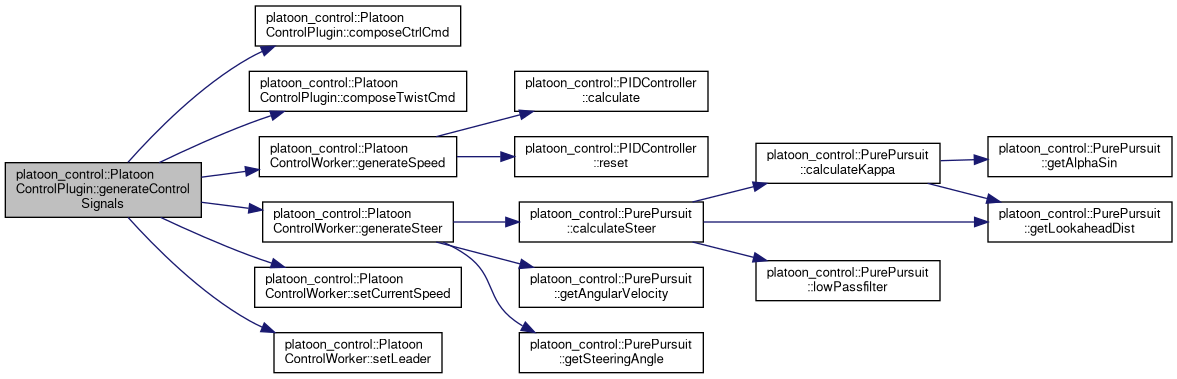 platoon_control::Platoon
ControlPlugin::generateControl
Signals
platoon_control::Platoon
ControlPlugin::composeCtrlCmd
platoon_control::Platoon
ControlPlugin::composeTwistCmd
platoon_control::Platoon
ControlWorker::generateSpeed
platoon_control::Platoon
ControlWorker::generateSteer
platoon_control::Platoon
ControlWorker::setCurrentSpeed
platoon_control::Platoon
ControlWorker::setLeader
platoon_control::PIDController
::calculate
platoon_control::PIDController
::reset
platoon_control::PurePursuit
::calculateSteer
platoon_control::PurePursuit
::getAngularVelocity
platoon_control::PurePursuit
::getSteeringAngle
platoon_control::PurePursuit
::calculateKappa
platoon_control::PurePursuit
::lowPassfilter
platoon_control::PurePursuit
::getAlphaSin
platoon_control::PurePursuit
::getLookaheadDist